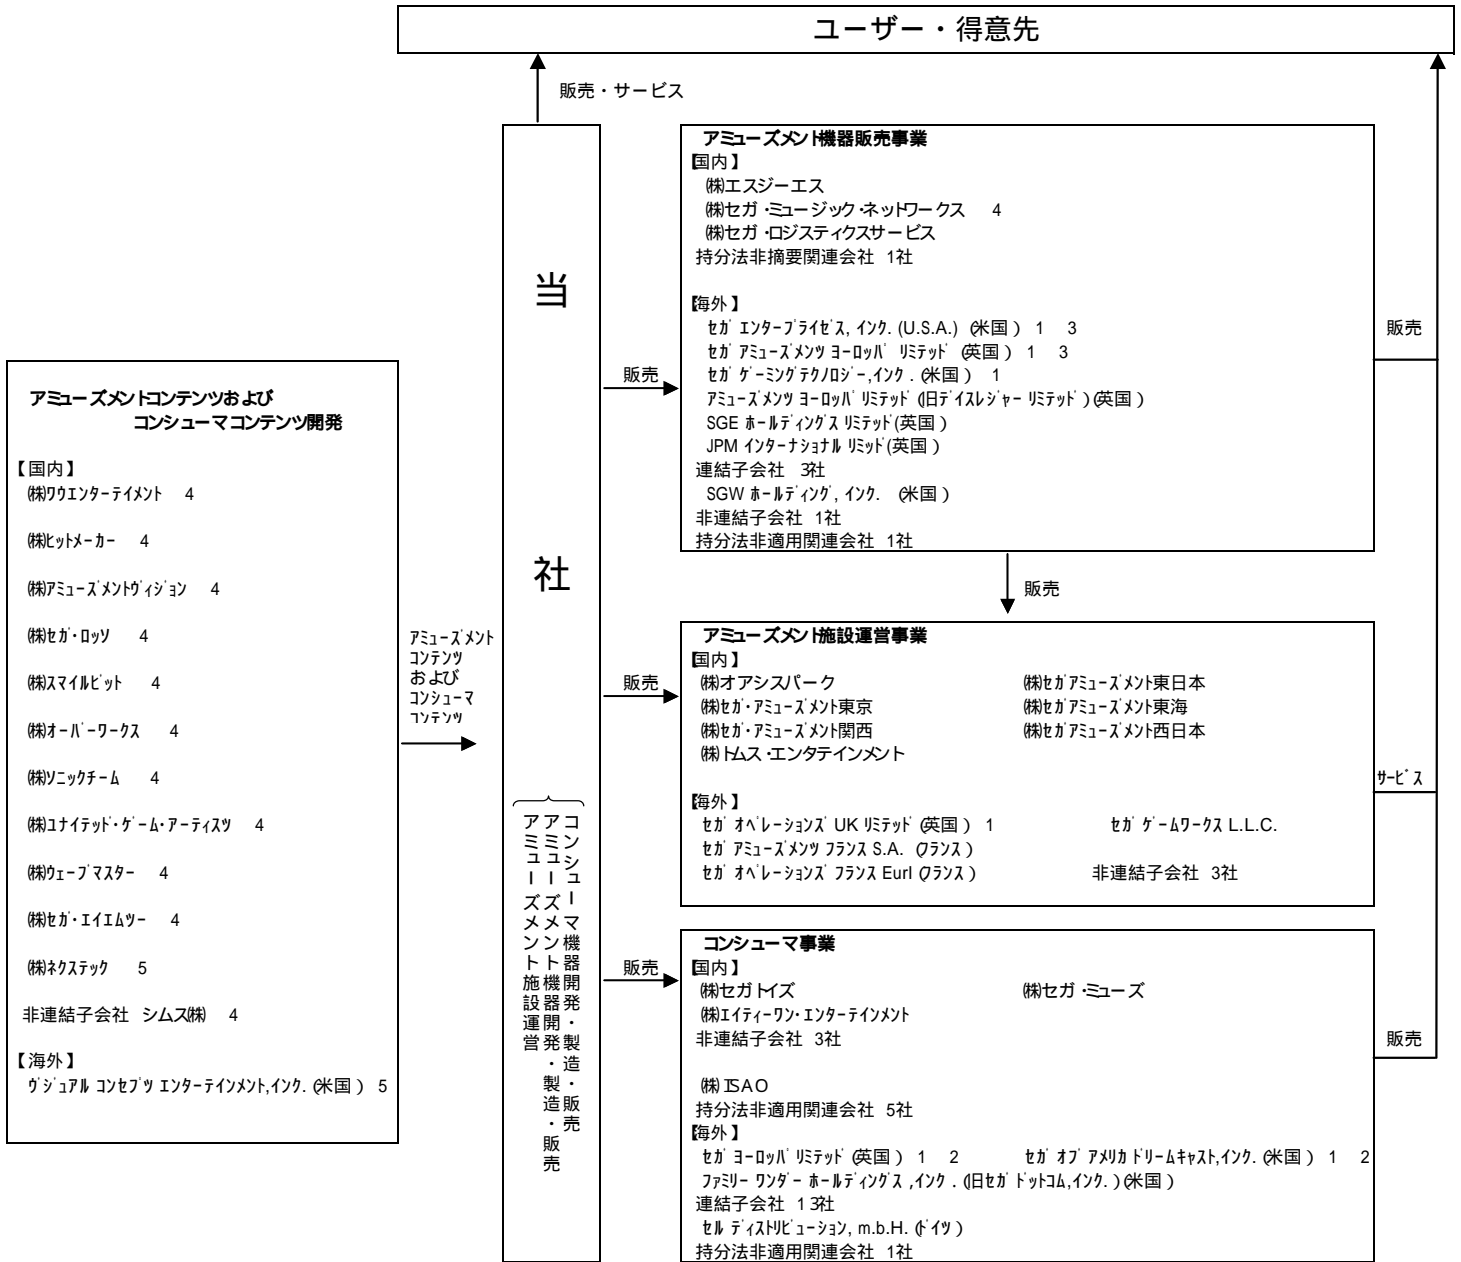 ユーザー・得意先
販売・サービス
アミューズメントコンテンツおよび
コンシューマコンテンツ開発
【国内】
㈱ワウエンターテイメント 4
㈱ヒットメーカー 4
㈱アミューズメントヴィジョン 4
㈱セガ・ロッソ 4
㈱スマイルビット 4
㈱オーバーワークス 4
㈱ソニックチーム 4
㈱ユナイテッド・ゲーム・アーティスツ 4
㈱ウェーブマスター 4
㈱セガ・エイエムツー 4
㈱ネクステック 5
非連結子会社 シムス㈱ 4
【海外】
ヴジュアル コンセプツ エンターテインメント,インク.(米国) 5
アミューズメント
コンテンツ
および
コンシューマ
コンテンツ
当社
コンシューマ機器開発・製造・販売
アミューズメント機器開発・製造・販売
アミューズメント施設運営
販売
アミューズメント機器販売事業
【国内】
㈱エスジーエス
㈱セガ・ミュージック・ネットワークス 4
㈱セガ・ロジスティクスサービス
持分法非摘要関連会社 1社
【海外】
セガ エンタープライゼス, インク. (U.S.A.) (米国) 1 3
セガ アミューズメンツ ヨーロッパ リミテッド (英国) 1 3
セガ ゲーミングテクノロジー,インク. (米国) 1
アミューズメンツ ヨーロッパ リミテッド (旧デイスレジャー リミテッド)(英国)
SGE ホールディングス リミテッド(英国)
JPM インターナショナル リミッド(英国)
連結子会社 3社
SGW ホールディング, インク. (米国)
非連結子会社 1社
持分法非適用関連会社 1社
販売
販売
販売
アミューズメント施設運営事業
【国内】
㈱オアシスパーク ㈱セガアミューズメント東日本
㈱セガ・アミューズメント東京 ㈱セガアミューズメント東海
㈱セガ・アミューズメント関西 ㈱セガアミューズメント西日本
㈱トムス・エンタテインメント
【海外】
セガ オペレーションズ UK リミテッド (英国) 1 セガ ゲームワークス L.L.C.
セガ アミューズメンツ フランス S.A. (フランス)
セガ オペレーションズ フランス Eurl (フランス) 非連結子会社 3社
サービス
販売
コンシューマ事業
【国内】
㈱セガトイズ ㈱セガ・ミューズ
㈱エイティーワン・エンターテインメント
非連結子会社 3社
㈱ ISAO
持分法非適用関連会社 5社
【海外】
セガ ヨーロッパ リミテッド (英国) 1 2 セガ オブ アメリカ ドリームキャスト,インク. (米国) 1 2
ファミリー ワンダー ホールディングス ,インク. (旧セガ ドットコム,インク.)(米国)
連結子会社 13社
セル ディストリビューション, m.b.H. (ドイツ)
持分法非適用関連会社 1社
販売